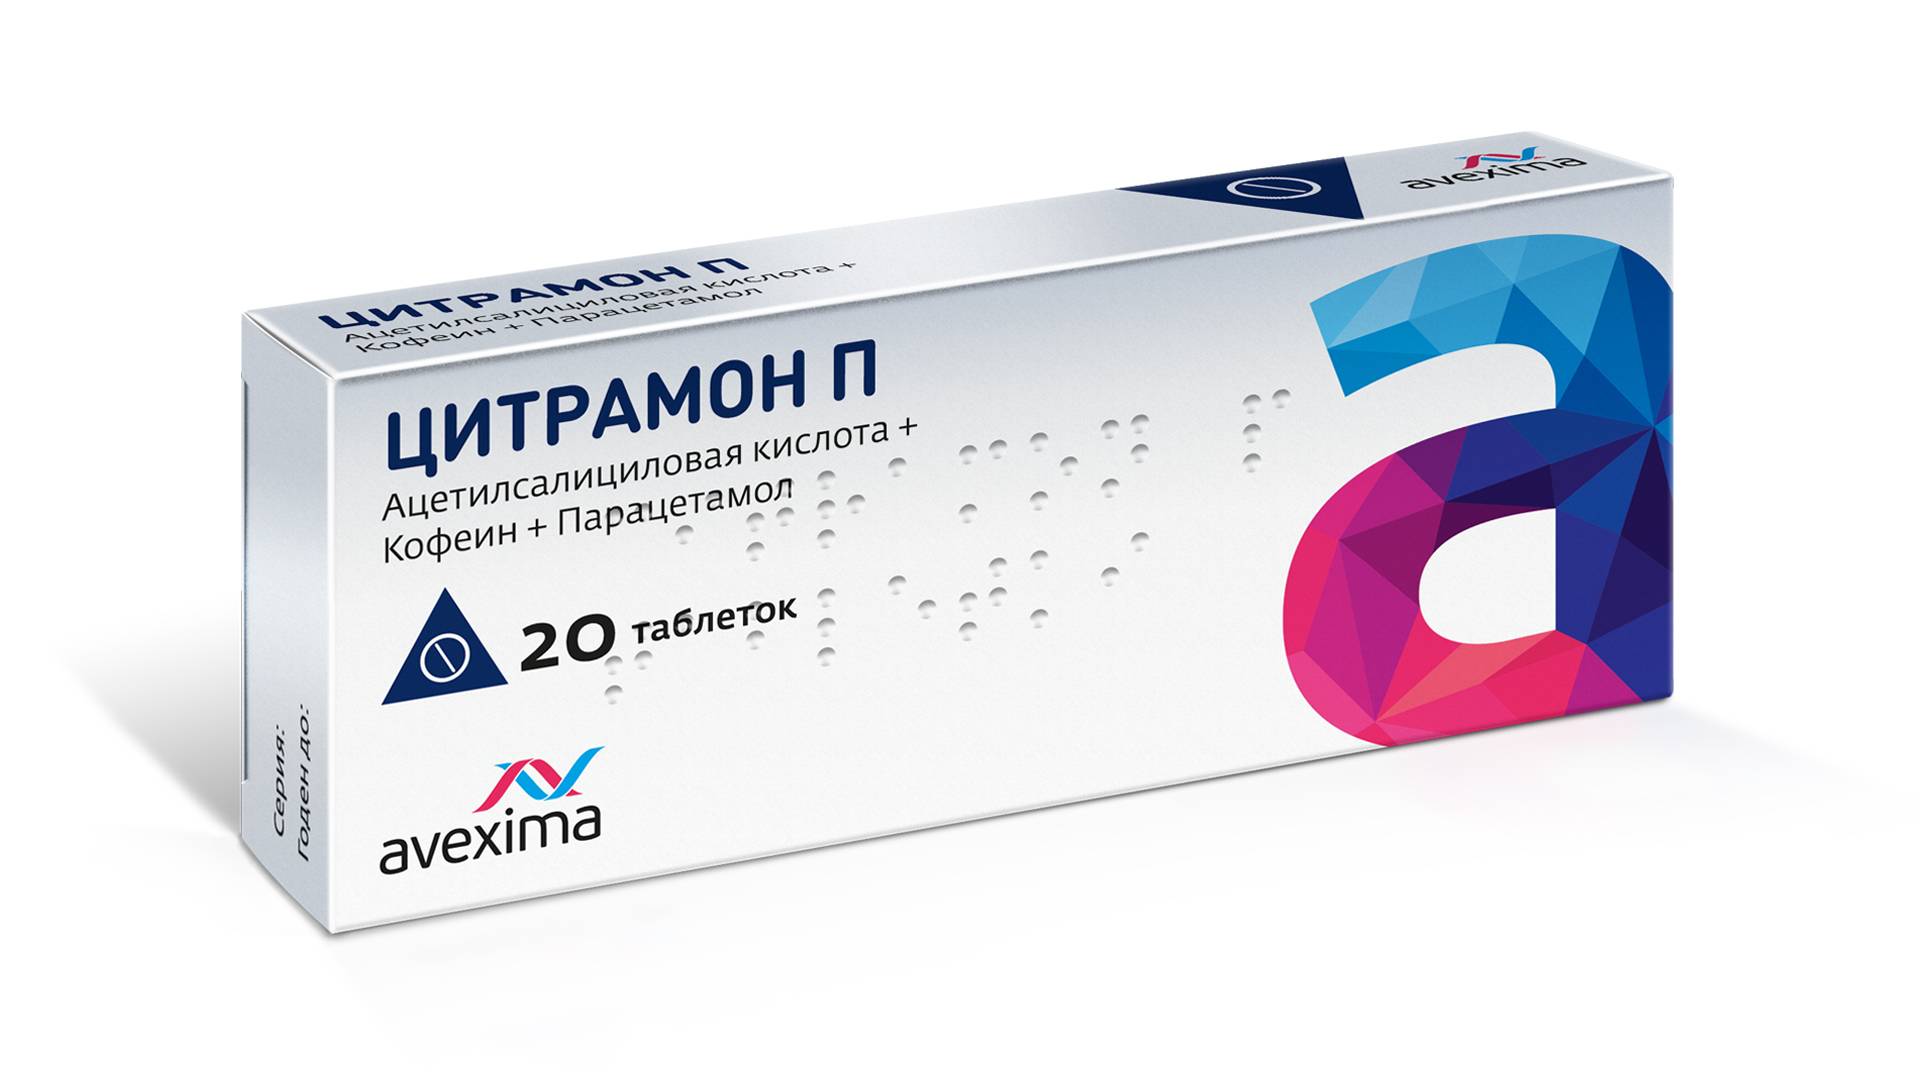 ЦИТРАМОН П
Ацетилсалициловая кислота +
Кофеин + Парацетамол
avexima
ЦИТРАМОН П
Ацетилсалициловая кислота +
Кофеин + Парацетамол
20 таблеток
avexima
Серия:
Годен до: